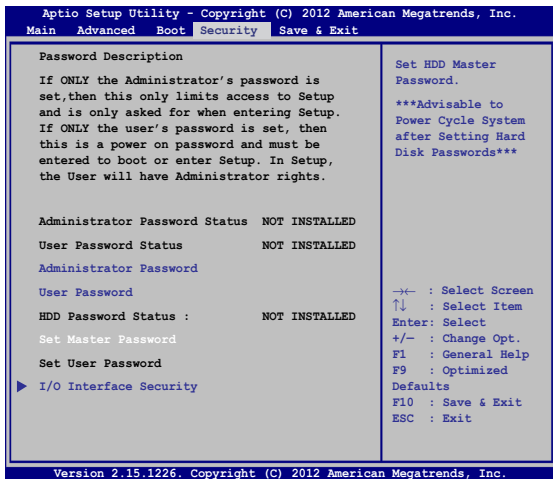 Aptio Setup Utility - Copyright (C) 2012 American Megatrends, Inc.
Main Advanced Boot Security Save & Exit
Password Description
If ONLY the Administrator's password is
set,then this only limits access to Setup
and is only asked for when entering Setup.
If ONLY the user's password is set, then
this is a power on password and must be
entered to boot or enter Setup. In Setup,
the User will have Administrator rights.
Administrator Password Status NOT INSTALLED
User Password Status NOT INSTALLED
Administrator Password
User Password
HDD Password Status : NOT INSTALLED
Set Master Password
Set User Password
I/O Interface Security
Set HDD Master
Password.
***Advisable to
Power Cycle System
after Setting Hard
Disk Passwords***
→← : Select Screen
↑↓ : Select Item
Enter: Select
+/— : Change Opt.
F1 : General Help
F9 : Optimized
Defaults
F10 : Save & Exit
ESC : Exit
Version 2.15.1226. Copyright (C) 2012 American Megatrends, Inc.